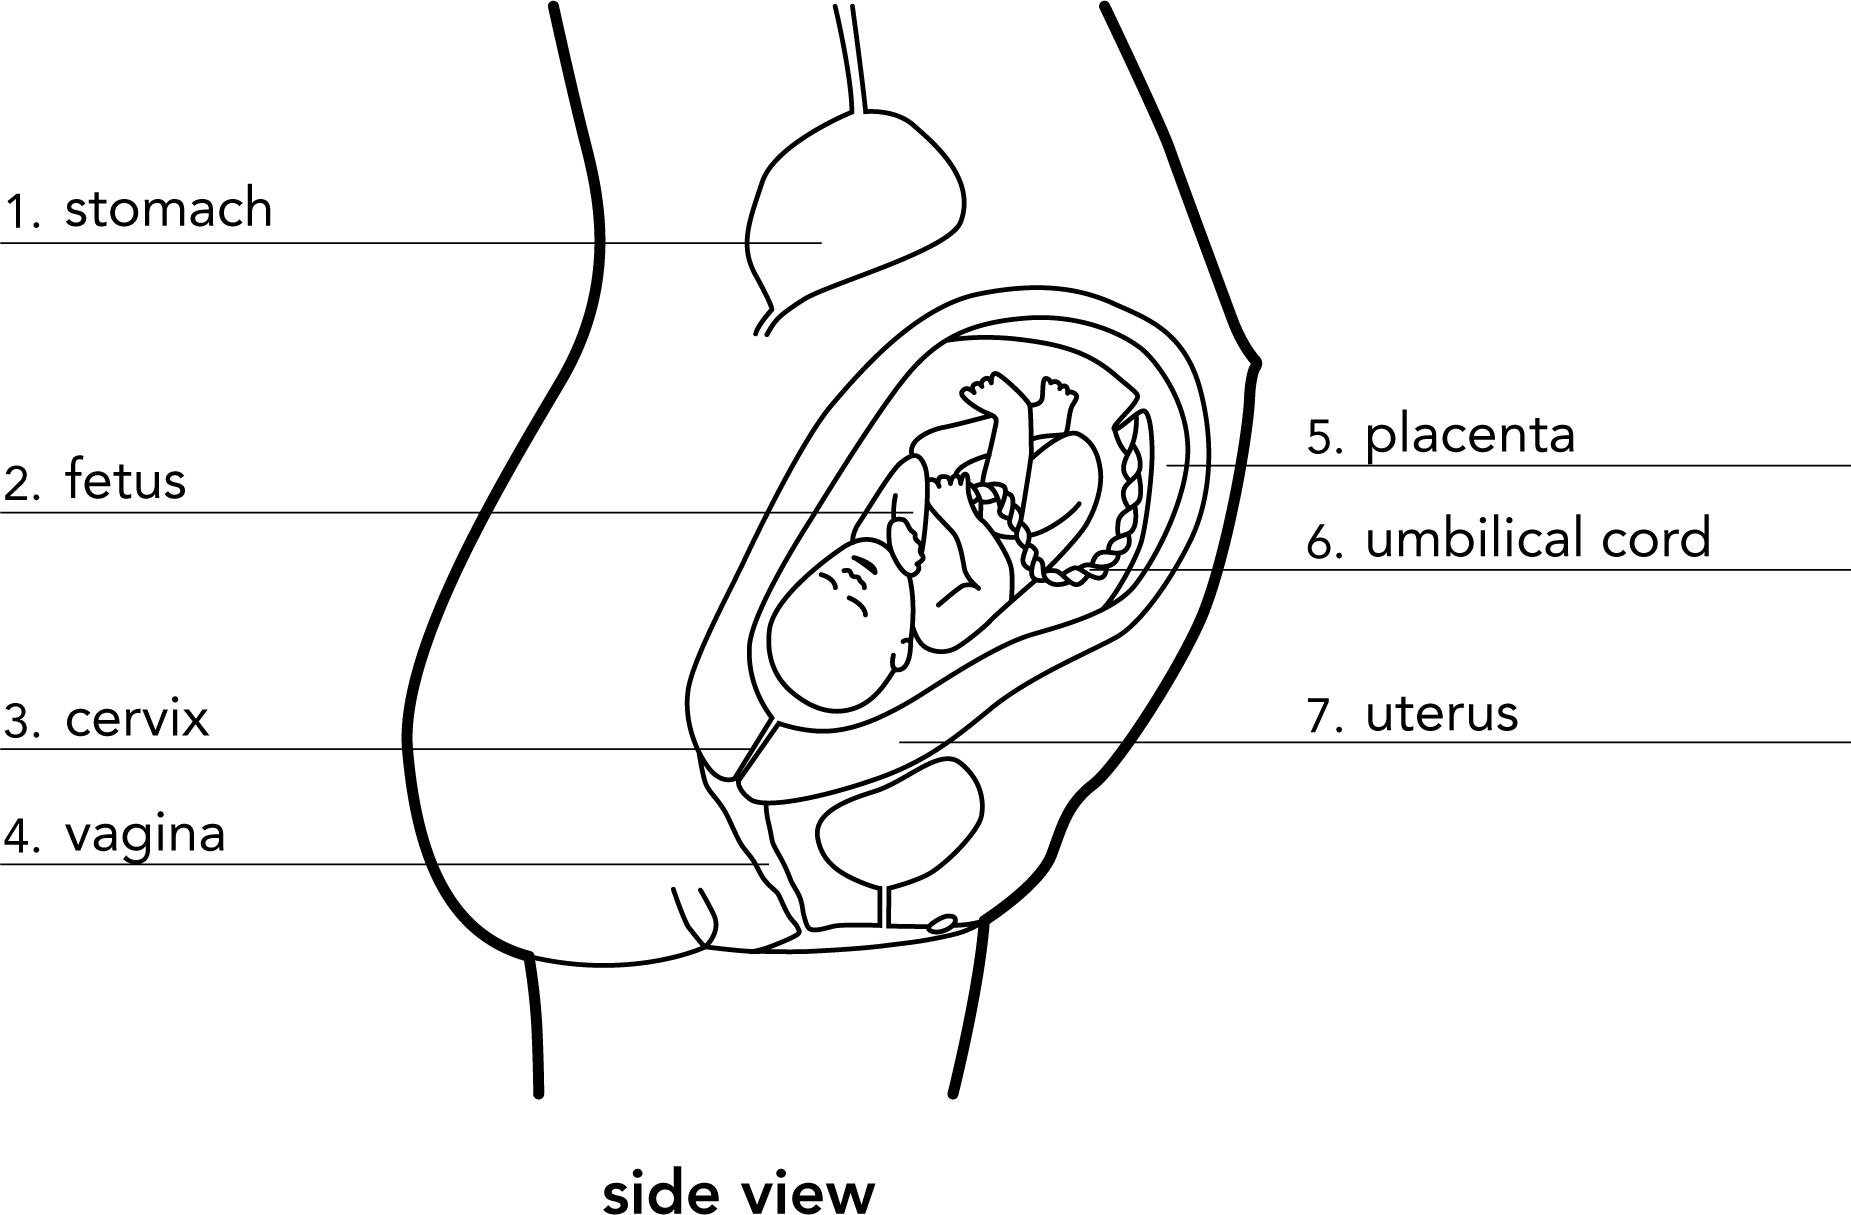 1. stomach
2. fetus
3. cervix
4. vagina
5. placenta
6. umbilical cord
7. uterus
side view